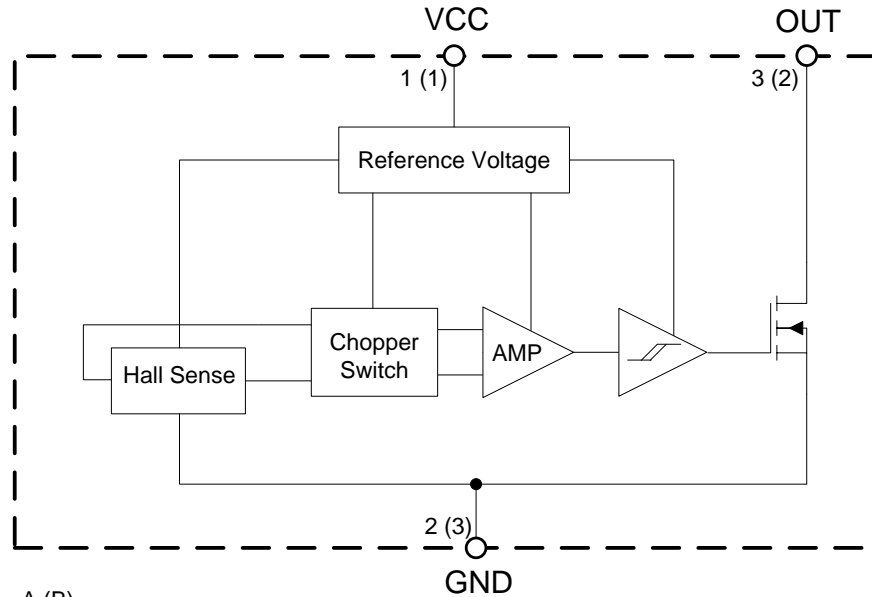 VCC
OUT
1 (1)
3 (2)
Reference Voltage
Chopper
Switch
AMP
Hall Sense
2 (3)
GND
A (B)